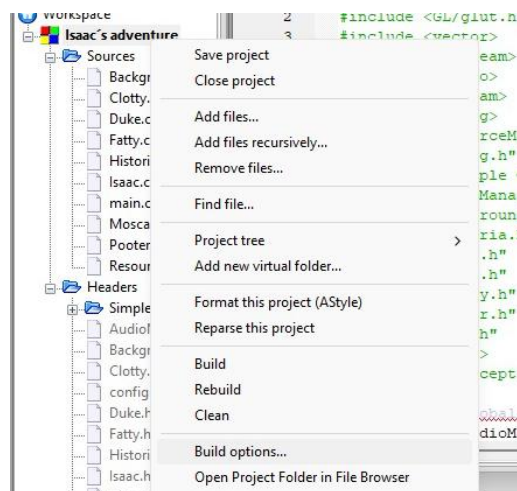 Workspace
Isaac´s adventure
Sources
Backgr
Clotty.
Duke.c
Fatty.c
Histori
Isaac.c
main.c
Mosca
Pooter
Resour
Headers
Simple
AudioM
Backgr
Clotty.
config
Duke.h
Fatty.h
Histori
Isaac.h
Save project
Close project
Add files...
Add files recursively...
Remove files...
Find file...
Project tree
Add new virtual folder...
Format this project (AStyle)
Reparse this project
Build
Rebuild
Clean
Build options...
Open Project Folder in File Browser
2 #include <GL/glut.h
3 #include <vector>
eam>
o>
am>
g>
rceM
g.h"
ple
Mana
roun
ria.
.h"
.h"
y.h"
r.h"
h"
>
cept
obal
dioM